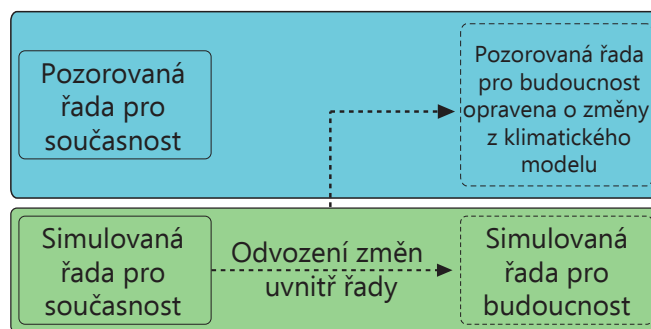 Pozorovaná
řada pro
současnost
Pozorovaná řada
pro budoucnost
opravena o změny
z klimatického
modelu
Simulovaná
řada pro
současnost
Odvození změn
uvnitř řady
Simulovaná
řada pro
budoucnost